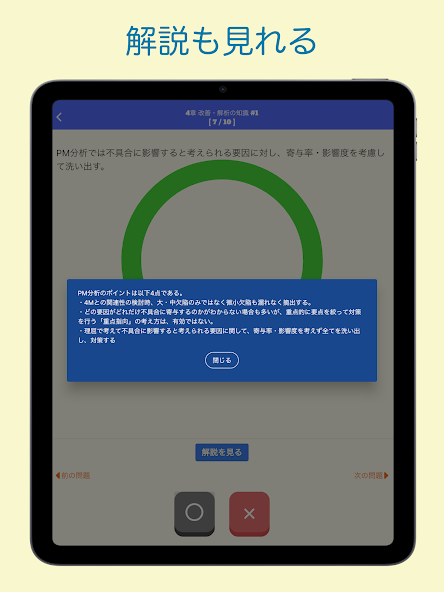 解説も見れる
4章 改善・解析の知識 #1
[ 7 / 10 ]
PM分析では不具合に影響すると考えられる要因に対し、寄与率・影響度を考慮し
て洗い出す。
PM分析のポイントは以下4点である。
・4Mとの関連性の検討時、大・中欠陥のみではなく微小欠陥も漏れなく摘出する。
・どの要因がどれだけ不具合に寄与するのかがわからない場合も多いが、重点的に要点を絞って対策
を行う「重点指向」の考え方は、有効ではない。
・理屈で考えて不具合に影響すると考えられる要因に関して、寄与率・影響度を考えず全てを洗い出
し、対策する
閉じる
解説を見る
前の問題
次の問題